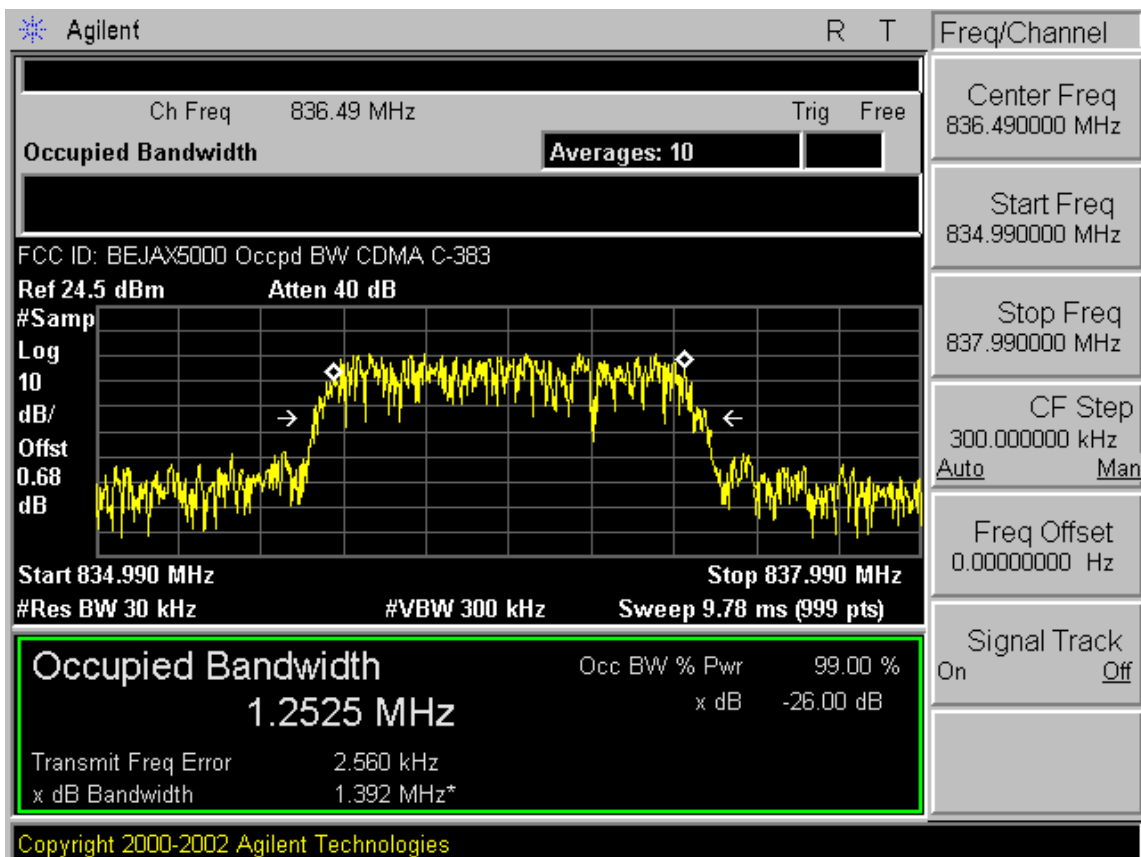 Agilent R T Freq/Channel
Ch Freq 836.49 MHz Trig Free
Occupied Bandwidth Averages: 10
FCC ID: BEJAX5000 Occpd BW CDMA C-383
Ref 24.5 dBm Atten 40 dB
#Samp
Log
10
dB/
Offst
0.68
dB
Start 834.990 MHz Stop 837.990 MHz
#Res BW 30 kHz #VBW 300 kHz Sweep 9.78 ms (999 pts)
Occupied Bandwidth
1.2525 MHz
Occ BW % Pwr 99.00 %
x dB -26.00 dB
Transmit Freq Error 2.560 kHz
x dB Bandwidth 1.392 MHz*
Center Freq
836.490000 MHz
Start Freq
834.990000 MHz
Stop Freq
837.990000 MHz
CF Step
300.000000 kHz
Auto Man
Freq Offset
0.00000000 Hz
Signal Track
On Off
Copyright 2000-2002 Agilent Technologies